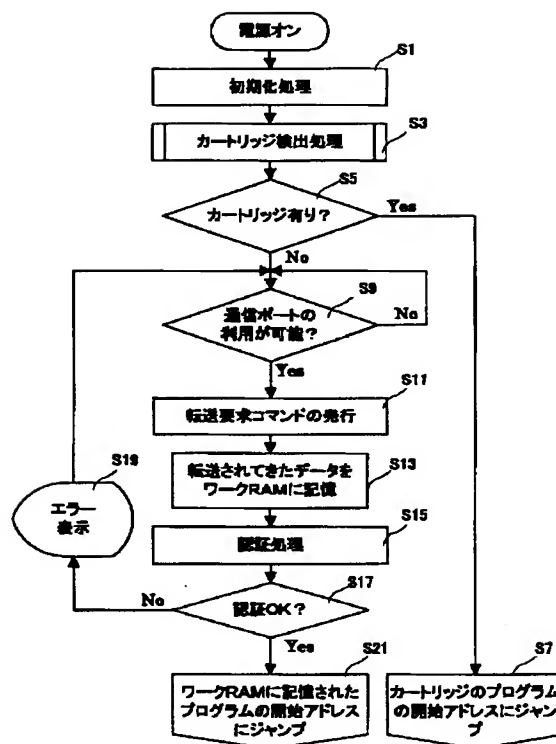 電源オン
S1
初期化処理
S3
カートリッジ検出処理
S5
カートリッジ有り?
Yes
No
S9
通信ポートの
利用が可能?
No
Yes
S11
転送要求コマンドの発行
S13
転送されてきたデータを
ワークRAMに記憶
S19
エラー
表示
S15
認証処理
S17
認証OK?
No
Yes
S21
ワークRAMに記憶された
プログラムの開始アドレス
にジャンプ
S7
カートリッジのプログラム
の開始アドレスにジャン
プ